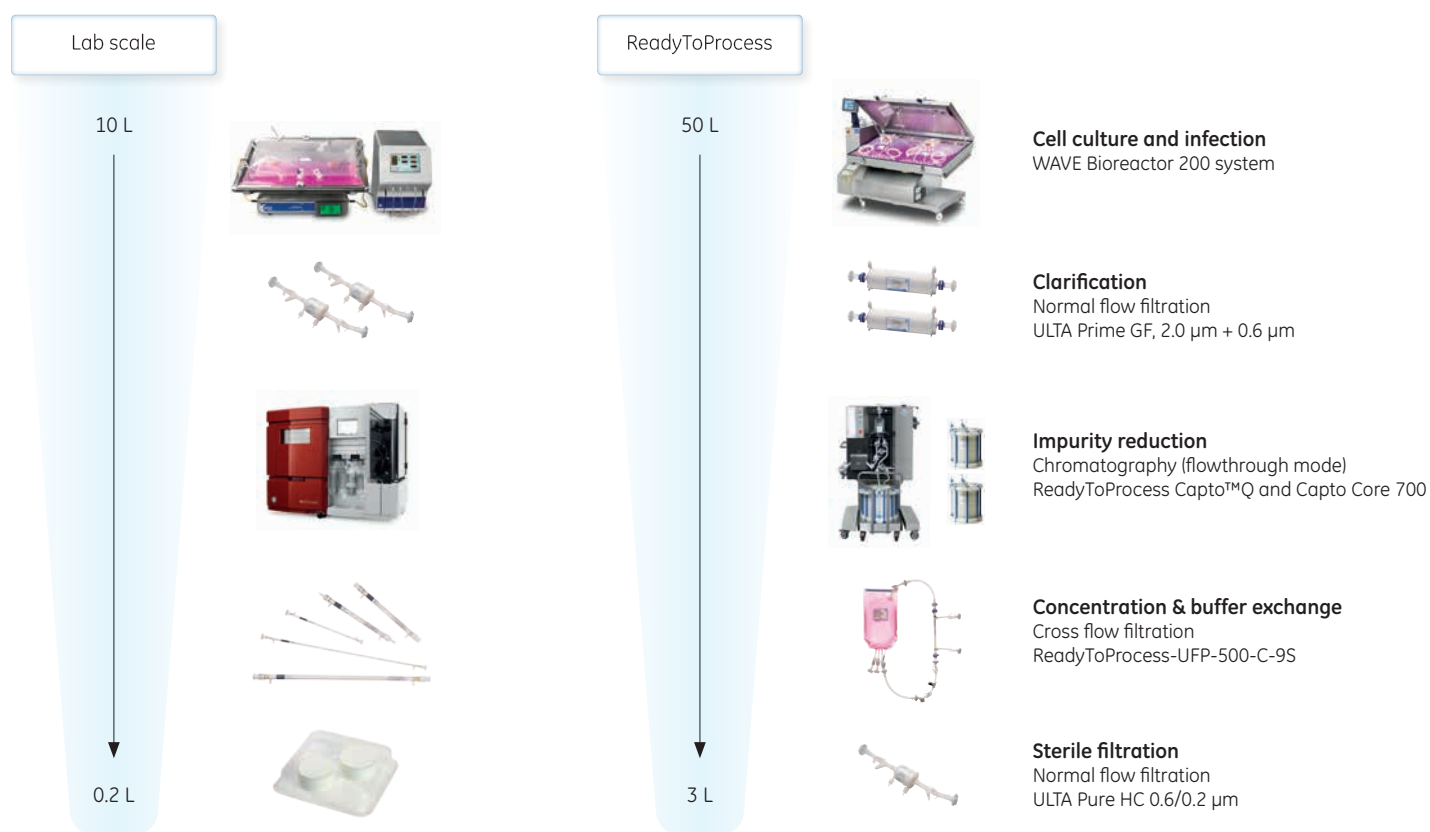 Lab scale
10 L
0.2 L
ReadyToProcess
50 L
3 L
Cell culture and infection
WAVE Bioreactor 200 system
Clarification
Normal flow filtration
ULTA Prime GF, 2.0 µm + 0.6 µm
Impurity reduction
Chromatography (flowthrough mode)
ReadyToProcess Capto™Q and Capto Core 700
Concentration & buffer exchange
Cross flow filtration
ReadyToProcess-UFP-500-C-9S
Sterile filtration
Normal flow filtration
ULTA Pure HC 0.6/0.2 µm